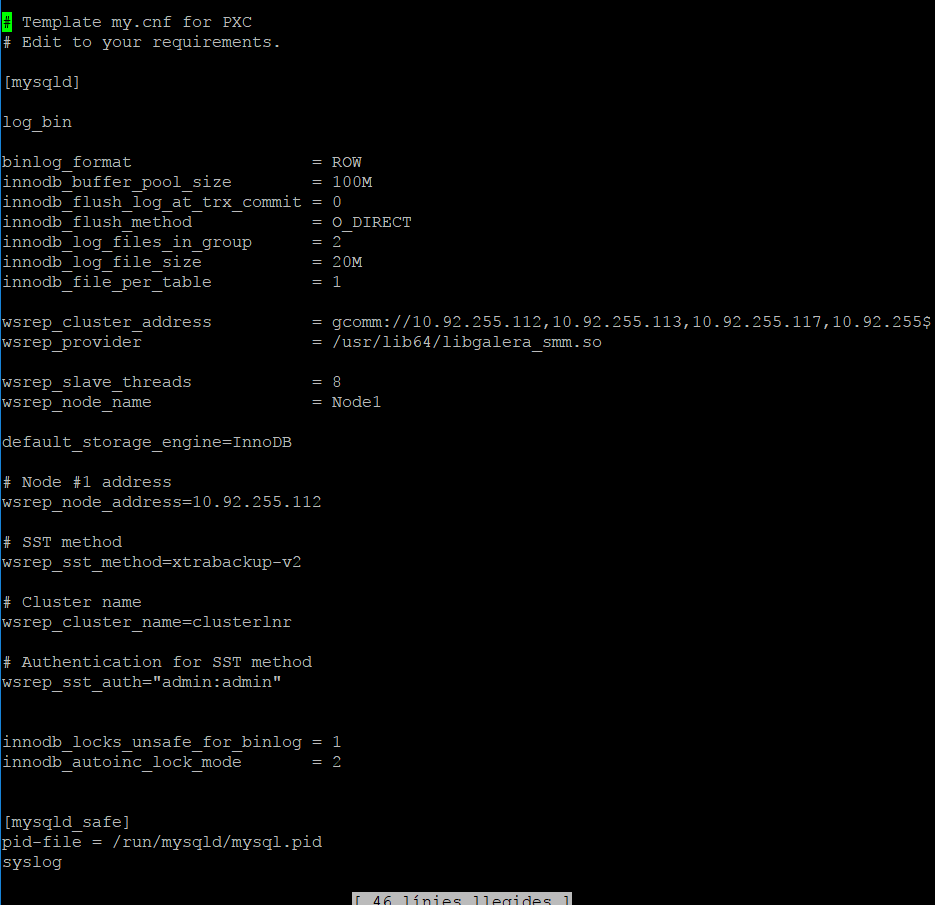 # Template my.cnf for PXC
# Edit to your requirements.
[mysqld]
log_bin
binlog_format                  = ROW
innodb_buffer_pool_size        = 100M
innodb_flush_log_at_trx_commit = 0
innodb_flush_method            = O_DIRECT
innodb_log_files_in_group      = 2
innodb_log_file_size           = 20M
innodb_file_per_table          = 1
wsrep_cluster_address          = gcomm://10.92.255.112,10.92.255.113,10.92.255.117,10.92.255$
wsrep_provider                 = /usr/lib64/libgalera_smm.so
wsrep_slave_threads            = 8
wsrep_node_name                = Node1
default_storage_engine=InnoDB
# Node #1 address
wsrep_node_address=10.92.255.112
# SST method
wsrep_sst_method=xtrabackup-v2
# Cluster name
wsrep_cluster_name=clusterlnr
# Authentication for SST method
wsrep_sst_auth="admin:admin"
innodb_locks_unsafe_for_binlog = 1
innodb_autoinc_lock_mode       = 2
[mysqld_safe]
pid-file = /run/mysqld/mysql.pid
syslog
[ 46 línies llegides ]